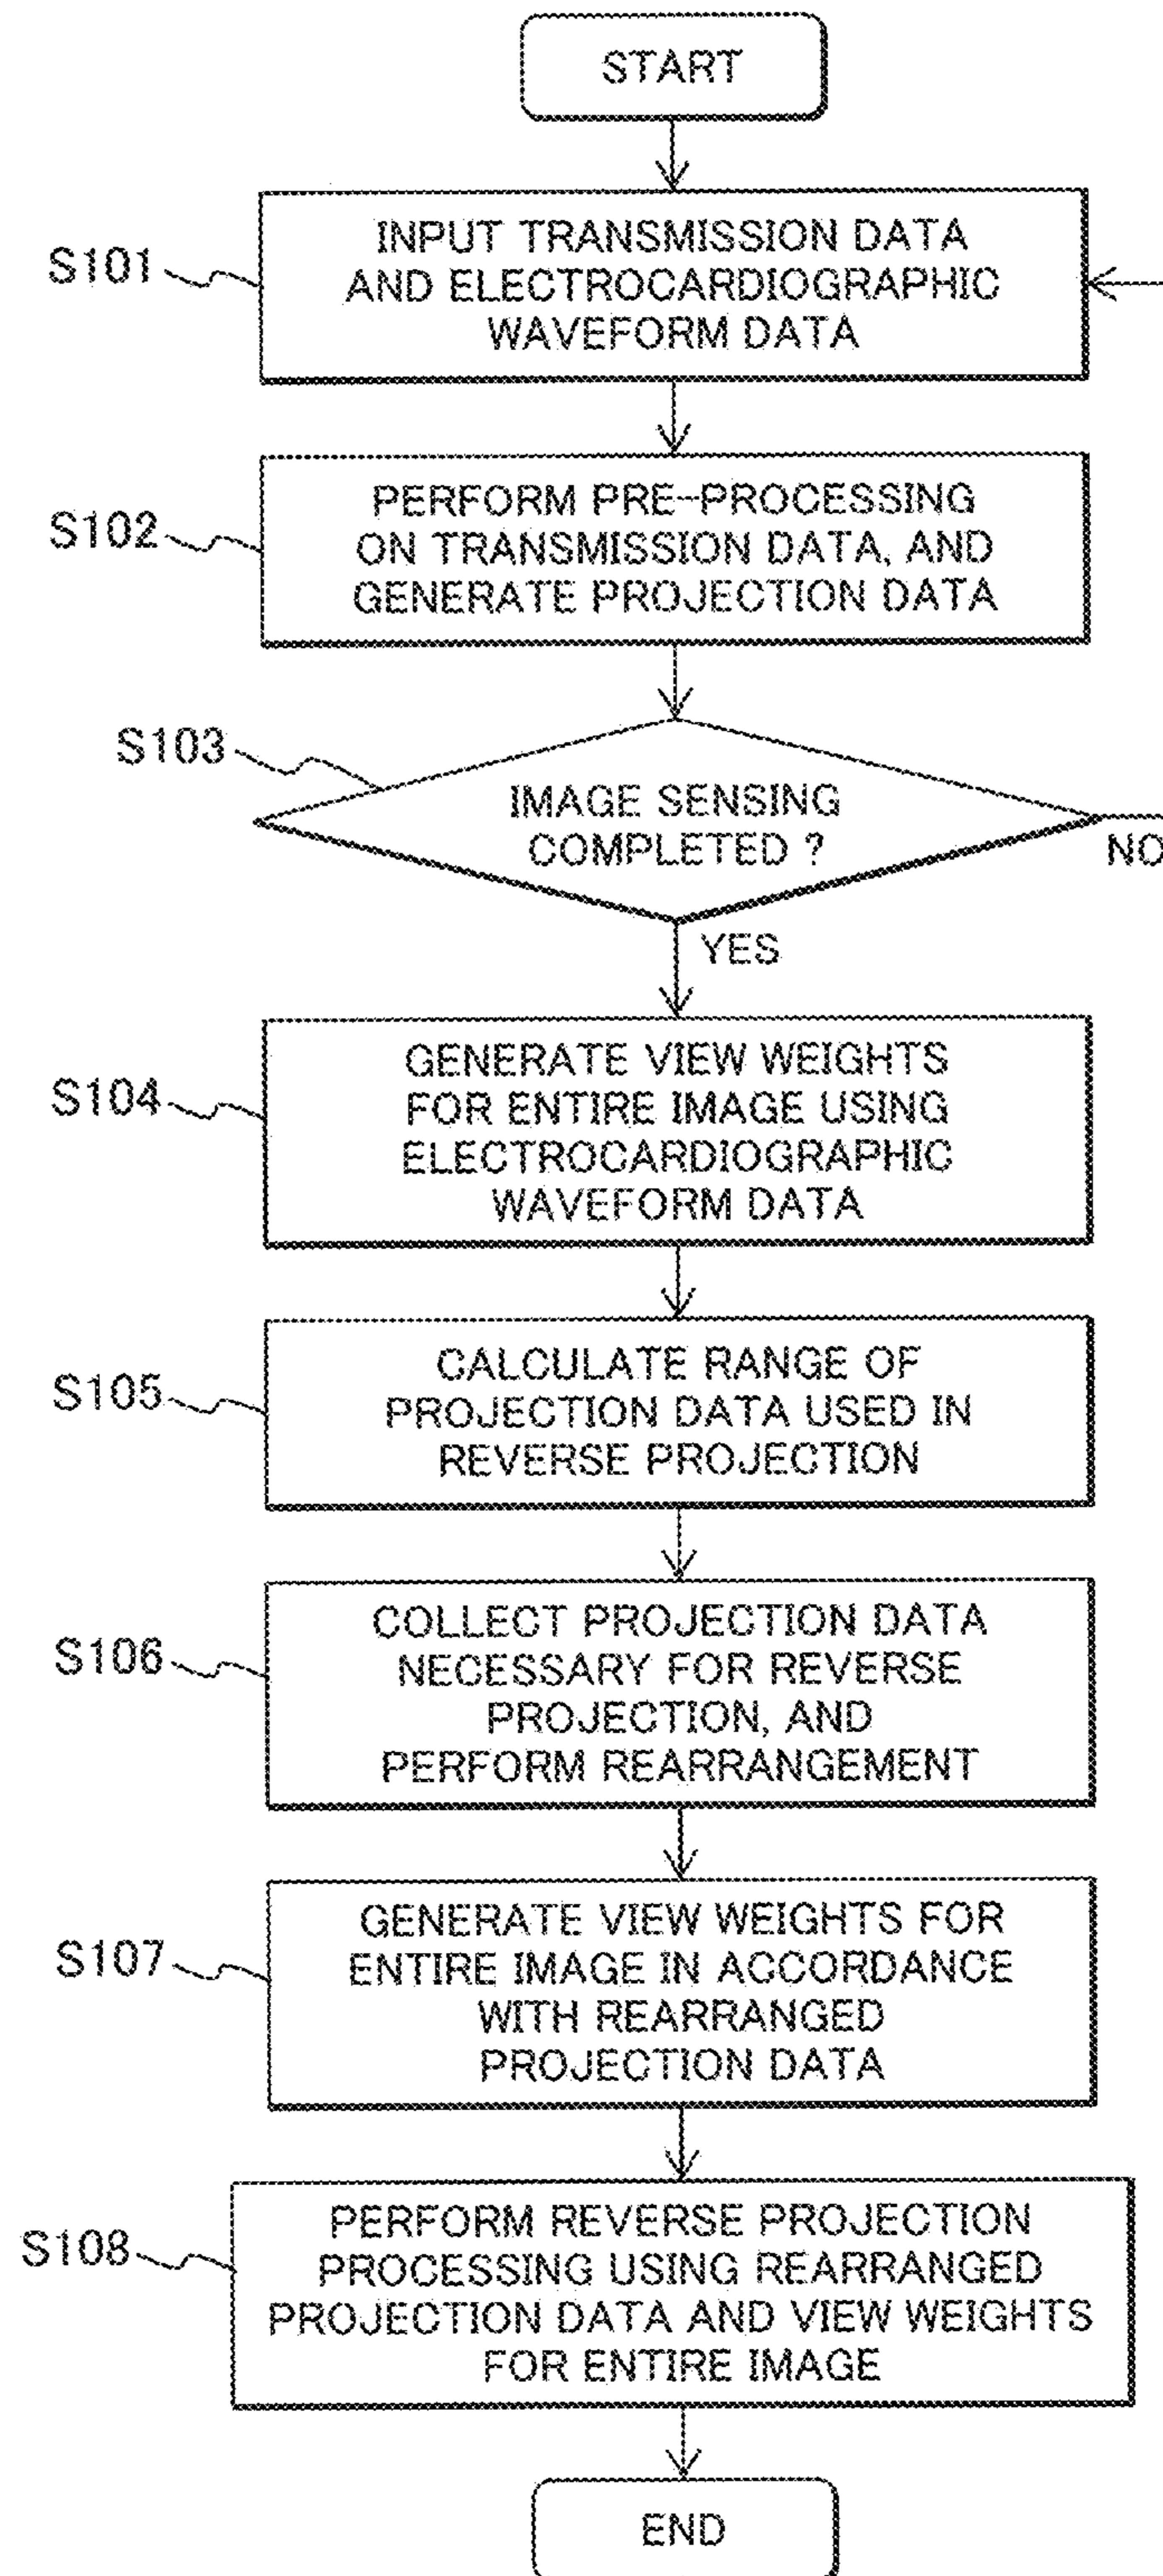 START
S101
INPUT TRANSMISSION DATA
AND ELECTROCARDIOGRAPHIC
WAVEFORM DATA
S102
PERFORM PRE-PROCESSING
ON TRANSMISSION DATA, AND
GENERATE PROJECTION DATA
S103
IMAGE SENSING
COMPLETED ?
NO
YES
S104
GENERATE VIEW WEIGHTS
FOR ENTIRE IMAGE USING
ELECTROCARDIOGRAPHIC
WAVEFORM DATA
S105
CALCULATE RANGE OF
PROJECTION DATA USED IN
REVERSE PROJECTION
S106
COLLECT PROJECTION DATA
NECESSARY FOR REVERSE
PROJECTION, AND
PERFORM REARRANGEMENT
S107
GENERATE VIEW WEIGHTS FOR
ENTIRE IMAGE IN ACCORDANCE
WITH REARRANGED
PROJECTION DATA
S108
PERFORM REVERSE PROJECTION
PROCESSING USING REARRANGED
PROJECTION DATA AND VIEW WEIGHTS
FOR ENTIRE IMAGE
END